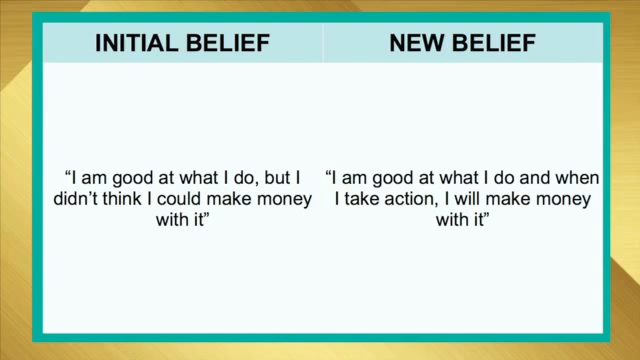 INITIAL BELIEF
NEW BELIEF
“I am good at what I do, but I
didn’t think I could make money
with it”
“I am good at what I do and when
I take action, I will make money
with it”